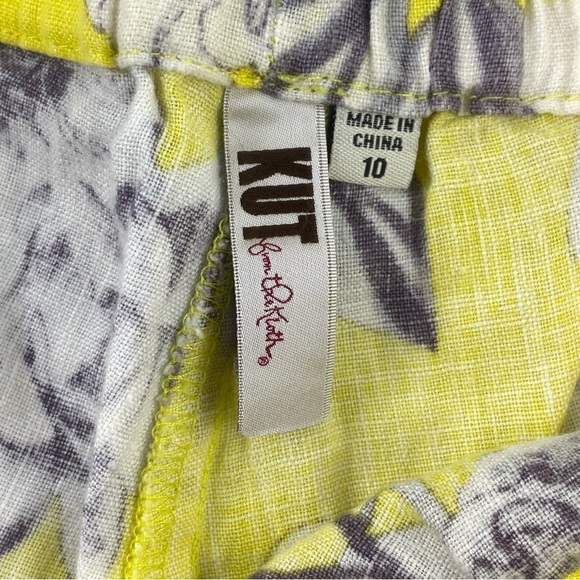 KUT
from the Kloth®
MADE IN
CHINA
10